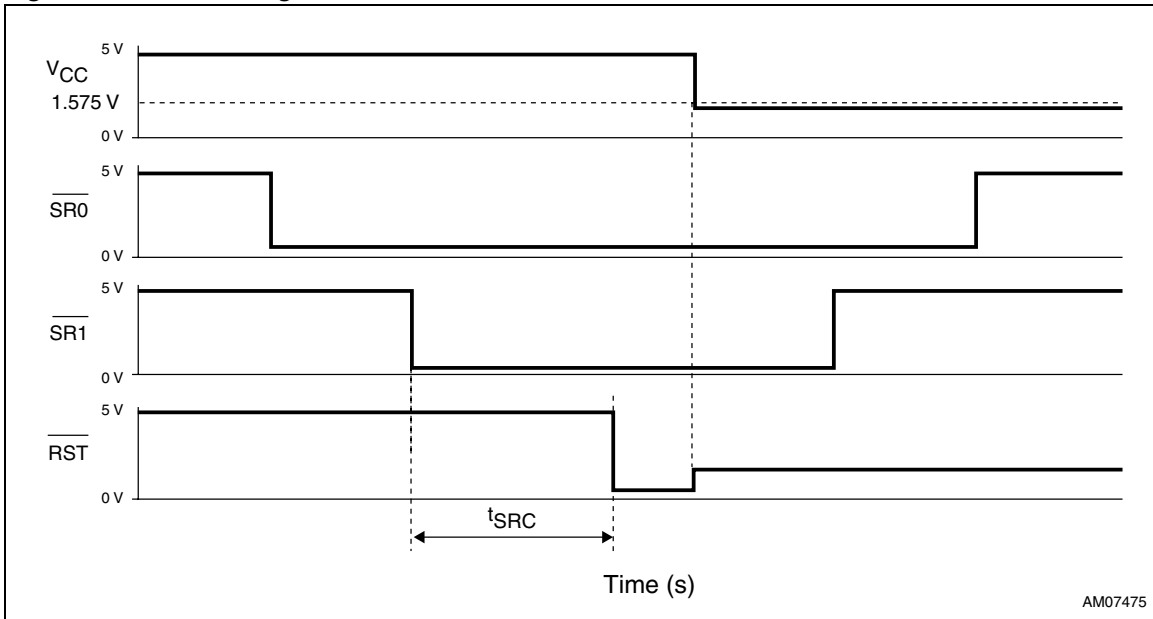 5 V
VCC
1.575 V
0 V
5 V
SR0
0 V
5 V
SR1
0 V
5 V
RST
0 V
tSRC
Time (s)
AM07475